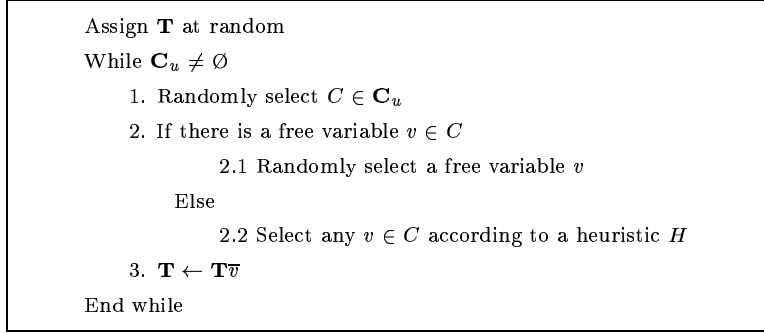 Assign T at random
While C_u ≠ ∅
1. Randomly select C ∈ C_u
2. If there is a free variable v ∈ C
2.1 Randomly select a free variable v
Else
2.2 Select any v ∈ C according to a heuristic H
3. T ← Tv̅
End while